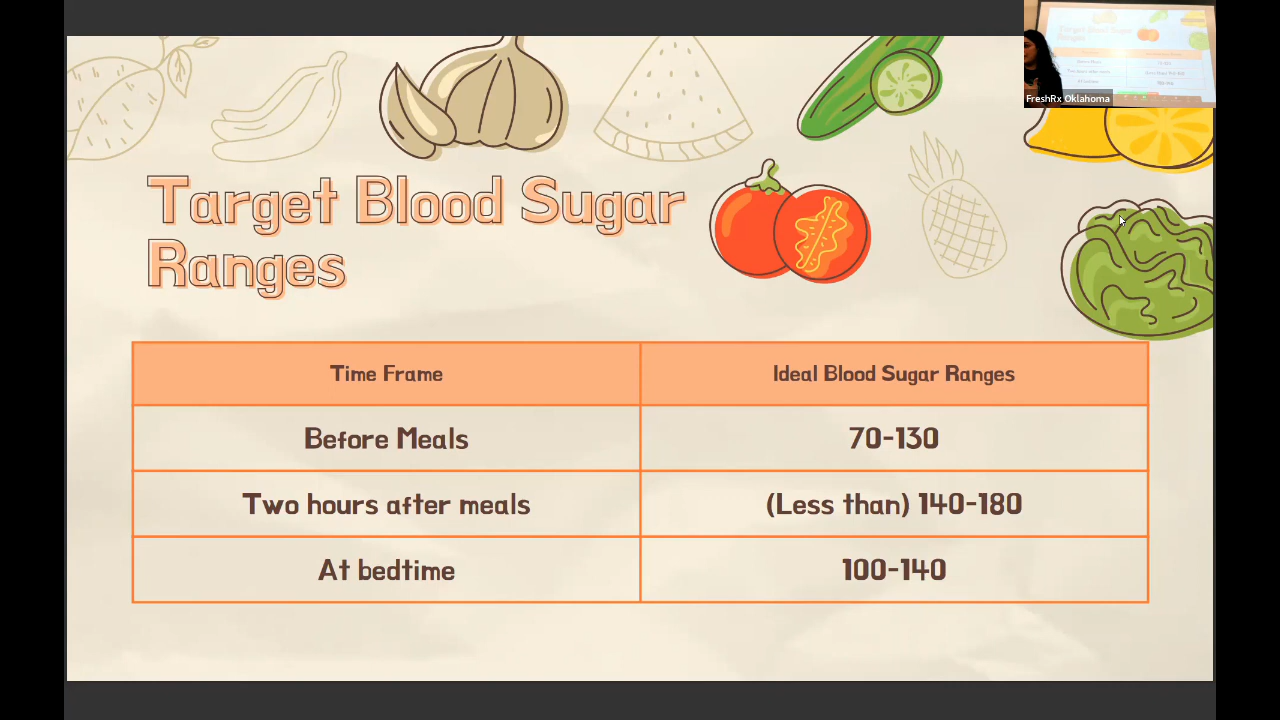 FreshRx Oklahoma
Target Blood Sugar
Ranges
Time Frame
Ideal Blood Sugar Ranges
Before Meals
70-130
Two hours after meals
(Less than) 140-180
At bedtime
100-140